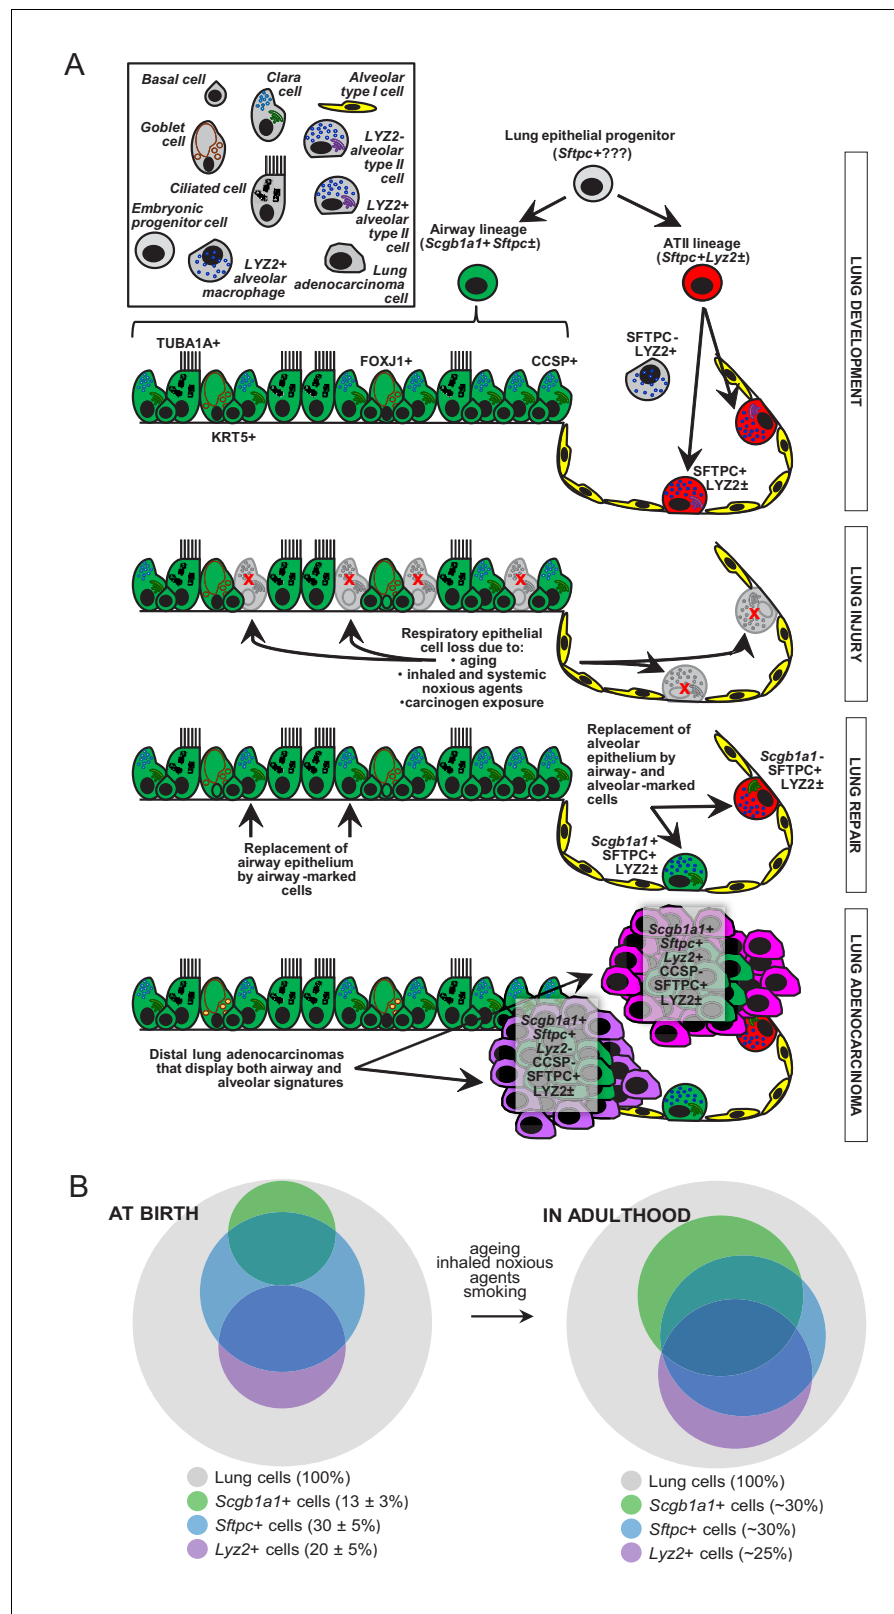 A
Basal cell
Clara
cell
Alveolar
type I cell
Goblet
cell
LYZ2-
alveolar
type II
cell
Ciliated cell
LYZ2+
alveolar
type II
cell
Embryonic
progenitor cell
LYZ2+
alveolar
macrophage
Lung
adenocarcinoma
cell
Lung epithelial progenitor
(Sftpc+???)
Airway lineage
(Scgb1a1+Sftpc±)
ATII lineage
(Sftpc+Lyz2±)
TUBA1A+
FOXJ1+
CCSP+
KRT5+
SFTPC-
LYZ2+
SFTPC+
LYZ2±
LUNG DEVELOPMENT
X
X
X
X
X
X
Respiratory epithelial
cell loss due to:
• aging
• inhaled and systemic
noxious agents
•carcinogen exposure
LUNG INJURY
Replacement of
alveolar
epithelium by
airway- and
alveolar-marked
cells
Scgb1a1-
SFTPC+
LYZ2±
Scgb1a1+
SFTPC+
LYZ2±
Replacement of
airway epithelium
by airway-marked
cells
LUNG REPAIR
Scgb1a1+
Sftpc+
Lyz2+
CCSP-
SFTPC+
LYZ2±
Scgb1a1+
Sftpc+
Lyz2-
CCSP-
SFTPC+
LYZ2±
Distal lung adenocarcinomas
that display both airway and
alveolar signatures
LUNG ADENOCARCINOMA
B
AT BIRTH
ageing
inhaled noxious
agents
smoking
IN ADULTHOOD
Lung cells (100%)
Scgb1a1+ cells (13 ± 3%)
Sftpc+ cells (30 ± 5%)
Lyz2+ cells (20 ± 5%)
Lung cells (100%)
Scgb1a1+ cells (~30%)
Sftpc+ cells (~30%)
Lyz2+ cells (~25%)